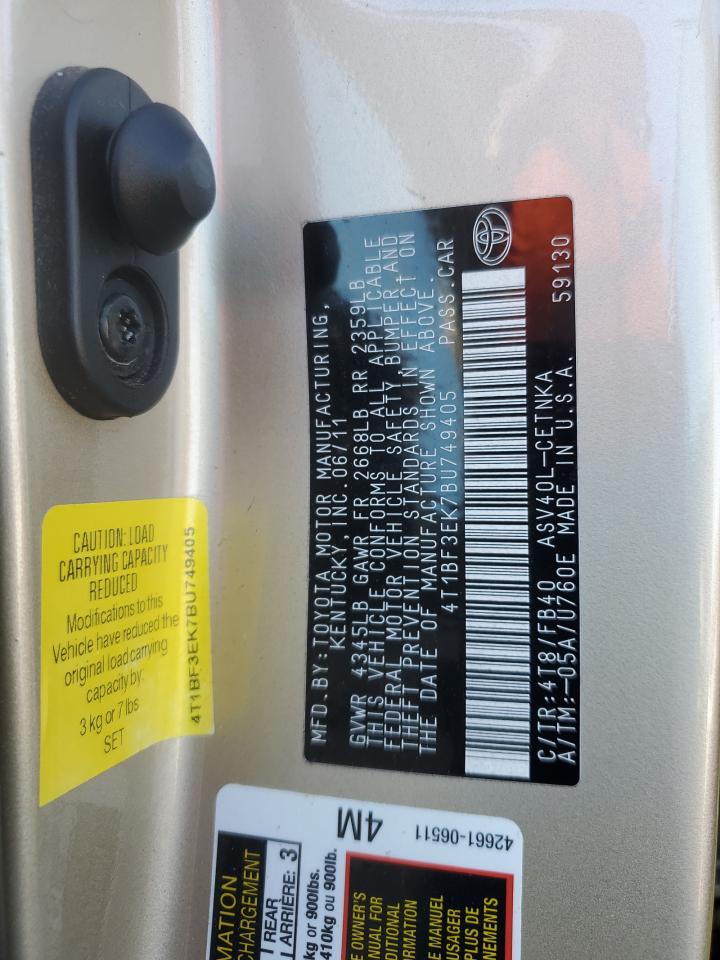 MFD.BY:TOYOTA MOTOR MANUFACTURING,
KENTUCKY,INC. 06/11
GVWR 4345LB GAWR FR 2668LB RR 2359LB
THIS VEHICLE CONFORMS TO ALL APPLICABLE
FEDERAL MOTOR VEHICLE SAFETY,BUMPER AND
THEFT PREVENTION STANDARDS IN EFFECT ON
THE DATE OF MANUFACTURE SHOWN ABOVE.
4T1BF3EK7BU749405 PASS.CAR
C/TR:4T8/FB40 ASV40L-CETNKA
A/TM:-05A/U760E MADE IN U.S.A. 59130
CAUTION: LOAD
CARRYING CAPACITY
REDUCED
Modifications to this
Vehicle have reduced the
original load carrying
capacity by:
3 kg or 7 lbs
SET
4T1BF3EK7BU749405
4M
42661-06511
MATION
CHARGEMENT
REAR
ARRIÈRE: 3
kg or 900lbs.
410kg ou 900lb.
E OWNER'S
NUAL FOR
DITIONAL
ORMATION
E MANUEL
USAGER
PLUS DE
NEMENTS